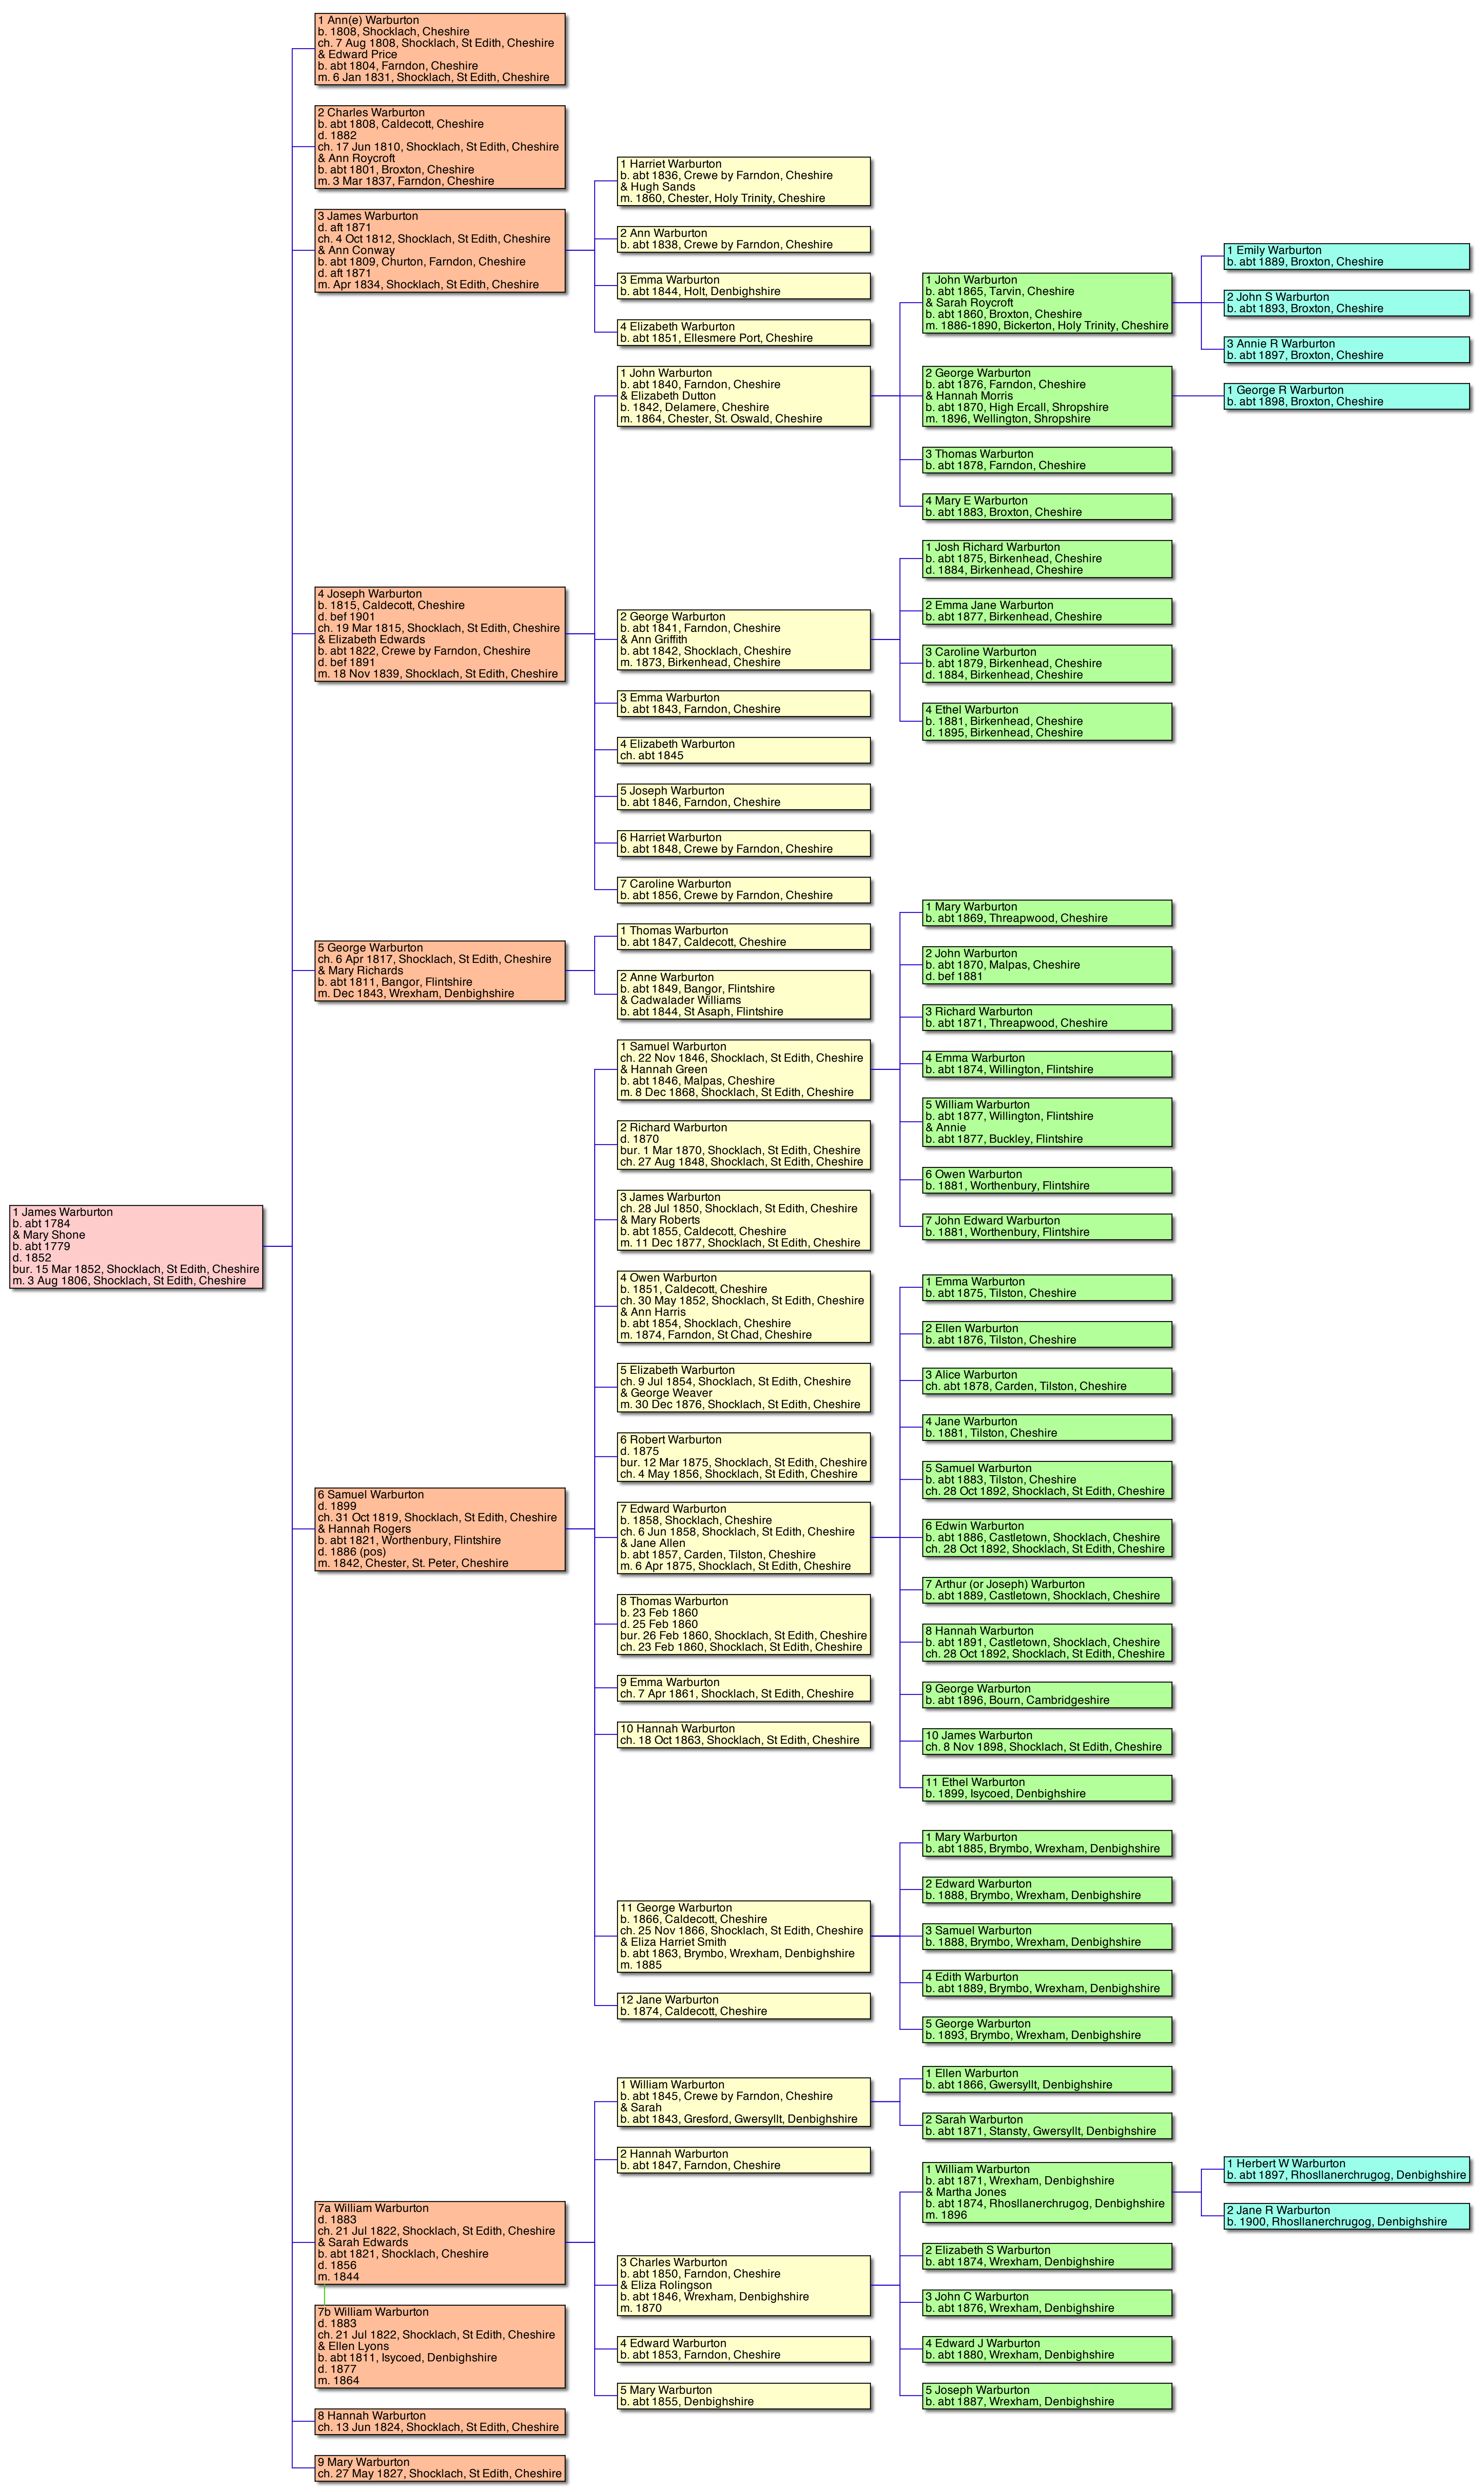 1 James Warburton
b. abt 1784
& Mary Shone
b. abt 1779
d. 1852
bur. 15 Mar 1852, Shocklach, St Edith, Cheshire
m. 3 Aug 1806, Shocklach, St Edith, Cheshire
1 Ann(e) Warburton
b. 1808, Shocklach, Cheshire
ch. 7 Aug 1808, Shocklach, St Edith, Cheshire
& Edward Price
b. abt 1804, Farndon, Cheshire
m. 6 Jan 1831, Shocklach, St Edith, Cheshire
2 Charles Warburton
b. abt 1808, Caldecott, Cheshire
d. 1882
ch. 17 Jun 1810, Shocklach, St Edith, Cheshire
& Ann Roycroft
b. abt 1801, Broxton, Cheshire
m. 3 Mar 1837, Farndon, Cheshire
3 James Warburton
d. aft 1871
ch. 4 Oct 1812, Shocklach, St Edith, Cheshire
& Ann Conway
b. abt 1809, Churton, Farndon, Cheshire
d. aft 1871
m. Apr 1834, Shocklach, St Edith, Cheshire
4 Joseph Warburton
b. 1815, Caldecott, Cheshire
d. bef 1901
ch. 19 Mar 1815, Shocklach, St Edith, Cheshire
& Elizabeth Edwards
b. abt 1822, Crewe by Farndon, Cheshire
d. bef 1891
m. 18 Nov 1839, Shocklach, St Edith, Cheshire
5 George Warburton
ch. 6 Apr 1817, Shocklach, St Edith, Cheshire
& Mary Richards
b. abt 1811, Bangor, Flintshire
m. Dec 1843, Wrexham, Denbighshire
6 Samuel Warburton
d. 1899
ch. 31 Oct 1819, Shocklach, St Edith, Cheshire
& Hannah Rogers
b. abt 1821, Worthenbury, Flintshire
d. 1886 (pos)
m. 1842, Chester, St. Peter, Cheshire
7a William Warburton
d. 1883
ch. 21 Jul 1822, Shocklach, St Edith, Cheshire
& Sarah Edwards
b. abt 1821, Shocklach, Cheshire
d. 1856
m. 1844
7b William Warburton
d. 1883
ch. 21 Jul 1822, Shocklach, St Edith, Cheshire
& Ellen Lyons
b. abt 1811, Isycoed, Denbighshire
d. 1877
m. 1864
8 Hannah Warburton
ch. 13 Jun 1824, Shocklach, St Edith, Cheshire
9 Mary Warburton
ch. 27 May 1827, Shocklach, St Edith, Cheshire
1 Harriet Warburton
b. abt 1836, Crewe by Farndon, Cheshire
& Hugh Sands
m. 1860, Chester, Holy Trinity, Cheshire
2 Ann Warburton
b. abt 1838, Crewe by Farndon, Cheshire
3 Emma Warburton
b. abt 1844, Holt, Denbighshire
4 Elizabeth Warburton
b. abt 1851, Ellesmere Port, Cheshire
1 John Warburton
b. abt 1840, Farndon, Cheshire
& Elizabeth Dutton
b. 1842, Delamere, Cheshire
m. 1864, Chester, St. Oswald, Cheshire
2 George Warburton
b. abt 1841, Farndon, Cheshire
& Ann Griffith
b. abt 1842, Shocklach, Cheshire
m. 1873, Birkenhead, Cheshire
3 Emma Warburton
b. abt 1843, Farndon, Cheshire
4 Elizabeth Warburton
ch. abt 1845
5 Joseph Warburton
b. abt 1846, Farndon, Cheshire
6 Harriet Warburton
b. abt 1848, Crewe by Farndon, Cheshire
7 Caroline Warburton
b. abt 1856, Crewe by Farndon, Cheshire
1 Thomas Warburton
b. abt 1847, Caldecott, Cheshire
2 Anne Warburton
b. abt 1849, Bangor, Flintshire
& Cadwalader Williams
b. abt 1844, St Asaph, Flintshire
1 Samuel Warburton
ch. 22 Nov 1846, Shocklach, St Edith, Cheshire
& Hannah Green
b. abt 1846, Malpas, Cheshire
m. 8 Dec 1868, Shocklach, St Edith, Cheshire
2 Richard Warburton
d. 1870
bur. 1 Mar 1870, Shocklach, St Edith, Cheshire
ch. 27 Aug 1848, Shocklach, St Edith, Cheshire
3 James Warburton
ch. 28 Jul 1850, Shocklach, St Edith, Cheshire
& Mary Roberts
b. abt 1855, Caldecott, Cheshire
m. 11 Dec 1877, Shocklach, St Edith, Cheshire
4 Owen Warburton
b. 1851, Caldecott, Cheshire
ch. 30 May 1852, Shocklach, St Edith, Cheshire
& Ann Harris
b. abt 1854, Shocklach, Cheshire
m. 1874, Farndon, St Chad, Cheshire
5 Elizabeth Warburton
ch. 9 Jul 1854, Shocklach, St Edith, Cheshire
& George Weaver
m. 30 Dec 1876, Shocklach, St Edith, Cheshire
6 Robert Warburton
d. 1875
bur. 12 Mar 1875, Shocklach, St Edith, Cheshire
ch. 4 May 1856, Shocklach, St Edith, Cheshire
7 Edward Warburton
b. 1858, Shocklach, Cheshire
ch. 6 Jun 1858, Shocklach, St Edith, Cheshire
& Jane Allen
b. abt 1857, Carden, Tilston, Cheshire
m. 6 Apr 1875, Shocklach, St Edith, Cheshire
8 Thomas Warburton
b. 23 Feb 1860
d. 25 Feb 1860
bur. 26 Feb 1860, Shocklach, St Edith, Cheshire
ch. 23 Feb 1860, Shocklach, St Edith, Cheshire
9 Emma Warburton
ch. 7 Apr 1861, Shocklach, St Edith, Cheshire
10 Hannah Warburton
ch. 18 Oct 1863, Shocklach, St Edith, Cheshire
11 George Warburton
b. 1866, Caldecott, Cheshire
ch. 25 Nov 1866, Shocklach, St Edith, Cheshire
& Eliza Harriet Smith
b. abt 1863, Brymbo, Wrexham, Denbighshire
m. 1885
12 Jane Warburton
b. 1874, Caldecott, Cheshire
1 William Warburton
b. abt 1845, Crewe by Farndon, Cheshire
& Sarah
b. abt 1843, Gresford, Gwersyllt, Denbighshire
2 Hannah Warburton
b. abt 1847, Farndon, Cheshire
3 Charles Warburton
b. abt 1850, Farndon, Cheshire
& Eliza Rolingson
b. abt 1846, Wrexham, Denbighshire
m. 1870
4 Edward Warburton
b. abt 1853, Farndon, Cheshire
5 Mary Warburton
b. abt 1855, Denbighshire
1 John Warburton
b. abt 1865, Tarvin, Cheshire
& Sarah Roycroft
b. abt 1860, Broxton, Cheshire
m. 1886-1890, Bickerton, Holy Trinity, Cheshire
2 George Warburton
b. abt 1876, Farndon, Cheshire
& Hannah Morris
b. abt 1870, High Ercall, Shropshire
m. 1896, Wellington, Shropshire
3 Thomas Warburton
b. abt 1878, Farndon, Cheshire
4 Mary E Warburton
b. abt 1883, Broxton, Cheshire
1 Josh Richard Warburton
b. abt 1875, Birkenhead, Cheshire
d. 1884, Birkenhead, Cheshire
2 Emma Jane Warburton
b. abt 1877, Birkenhead, Cheshire
3 Caroline Warburton
b. abt 1879, Birkenhead, Cheshire
d. 1884, Birkenhead, Cheshire
4 Ethel Warburton
b. 1881, Birkenhead, Cheshire
d. 1895, Birkenhead, Cheshire
1 Mary Warburton
b. abt 1869, Threapwood, Cheshire
2 John Warburton
b. abt 1870, Malpas, Cheshire
d. bef 1881
3 Richard Warburton
b. abt 1871, Threapwood, Cheshire
4 Emma Warburton
b. abt 1874, Willington, Flintshire
5 William Warburton
b. abt 1877, Willington, Flintshire
& Annie
b. abt 1877, Buckley, Flintshire
6 Owen Warburton
b. 1881, Worthenbury, Flintshire
7 John Edward Warburton
b. 1881, Worthenbury, Flintshire
1 Emma Warburton
b. abt 1875, Tilston, Cheshire
2 Ellen Warburton
b. abt 1876, Tilston, Cheshire
3 Alice Warburton
ch. abt 1878, Carden, Tilston, Cheshire
4 Jane Warburton
b. 1881, Tilston, Cheshire
5 Samuel Warburton
b. abt 1883, Tilston, Cheshire
ch. 28 Oct 1892, Shocklach, St Edith, Cheshire
6 Edwin Warburton
b. abt 1886, Castletown, Shocklach, Cheshire
ch. 28 Oct 1892, Shocklach, St Edith, Cheshire
7 Arthur (or Joseph) Warburton
b. abt 1889, Castletown, Shocklach, Cheshire
8 Hannah Warburton
b. abt 1891, Castletown, Shocklach, Cheshire
ch. 28 Oct 1892, Shocklach, St Edith, Cheshire
9 George Warburton
b. abt 1896, Bourn, Cambridgeshire
10 James Warburton
ch. 8 Nov 1898, Shocklach, St Edith, Cheshire
11 Ethel Warburton
b. 1899, Isycoed, Denbighshire
1 Mary Warburton
b. abt 1885, Brymbo, Wrexham, Denbighshire
2 Edward Warburton
b. 1888, Brymbo, Wrexham, Denbighshire
3 Samuel Warburton
b. 1888, Brymbo, Wrexham, Denbighshire
4 Edith Warburton
b. abt 1889, Brymbo, Wrexham, Denbighshire
5 George Warburton
b. 1893, Brymbo, Wrexham, Denbighshire
1 Ellen Warburton
b. abt 1866, Gwersyllt, Denbighshire
2 Sarah Warburton
b. abt 1871, Stansty, Gwersyllt, Denbighshire
1 William Warburton
b. abt 1871, Wrexham, Denbighshire
& Martha Jones
b. abt 1874, Rhosllanerchrugog, Denbighshire
m. 1896
2 Elizabeth S Warburton
b. abt 1874, Wrexham, Denbighshire
3 John C Warburton
b. abt 1876, Wrexham, Denbighshire
4 Edward J Warburton
b. abt 1880, Wrexham, Denbighshire
5 Joseph Warburton
b. abt 1887, Wrexham, Denbighshire
1 Emily Warburton
b. abt 1889, Broxton, Cheshire
2 John S Warburton
b. abt 1893, Broxton, Cheshire
3 Annie R Warburton
b. abt 1897, Broxton, Cheshire
1 George R Warburton
b. abt 1898, Broxton, Cheshire
1 Herbert W Warburton
b. abt 1897, Rhosllanerchrugog, Denbighshire
2 Jane R Warburton
b. 1900, Rhosllanerchrugog, Denbighshire